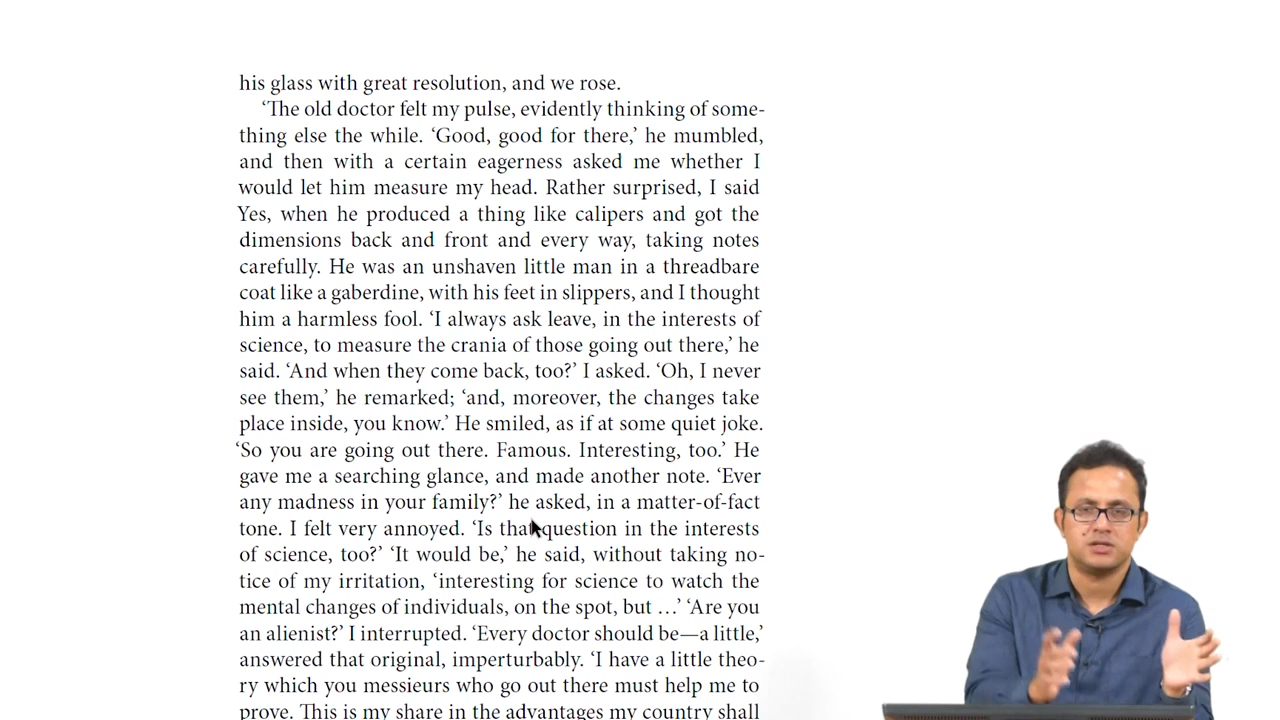 his glass with great resolution, and we rose.
‘The old doctor felt my pulse, evidently thinking of some-
thing else the while. ‘Good, good for there,’ he mumbled,
and then with a certain eagerness asked me whether I
would let him measure my head. Rather surprised, I said
Yes, when he produced a thing like calipers and got the
dimensions back and front and every way, taking notes
carefully. He was an unshaven little man in a threadbare
coat like a gaberdine, with his feet in slippers, and I thought
him a harmless fool. ‘I always ask leave, in the interests of
science, to measure the crania of those going out there,’ he
said. ‘And when they come back, too?’ I asked. ‘Oh, I never
see them,’ he remarked; ‘and, moreover, the changes take
place inside, you know.’ He smiled, as if at some quiet joke.
‘So you are going out there. Famous. Interesting, too.’ He
gave me a searching glance, and made another note. ‘Ever
any madness in your family?’ he asked, in a matter-of-fact
tone. I felt very annoyed. ‘Is that question in the interests
of science, too?’ ‘It would be,’ he said, without taking no-
tice of my irritation, ‘interesting for science to watch the
mental changes of individuals, on the spot, but …’ ‘Are you
an alienist?’ I interrupted. ‘Every doctor should be—a little,’
answered that original, imperturbably. ‘I have a little theo-
ry which you messieurs who go out there must help me to
prove. This is my share in the advantages my country shall